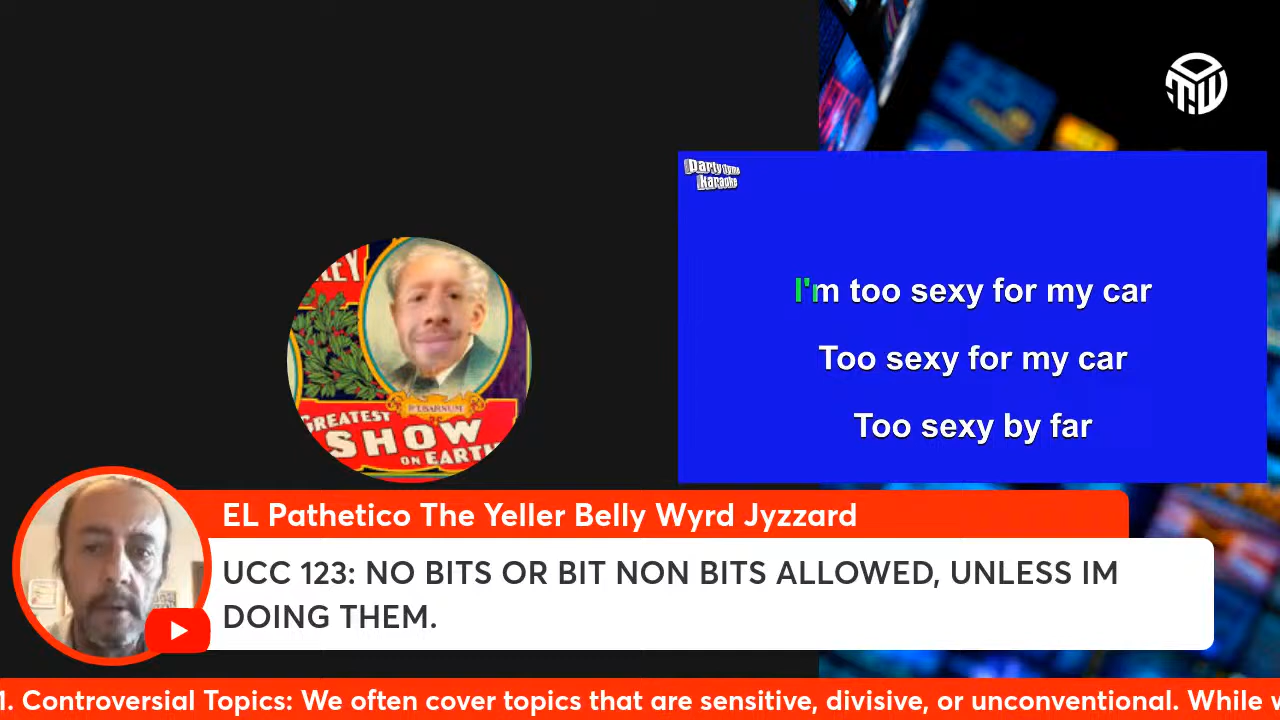 Party Tyme
Karaoke
I'm too sexy for my car
Too sexy for my car
Too sexy by far
P.T.BARNUM
GREATEST
SHOW
ON EARTH
EL Pathetico The Yeller Belly Wyrd Jyzzard
UCC 123: NO BITS OR BIT NON BITS ALLOWED, UNLESS IM
DOING THEM.
1. Controversial Topics: We often cover topics that are sensitive, divisive, or unconventional. While